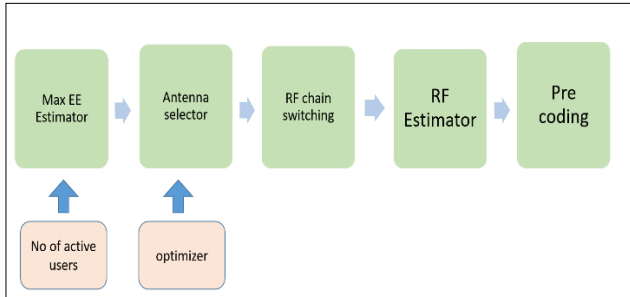 Max EE
Estimator
Antenna
selector
RF chain
switching
RF
Estimator
Pre
coding
No of active
users
optimizer